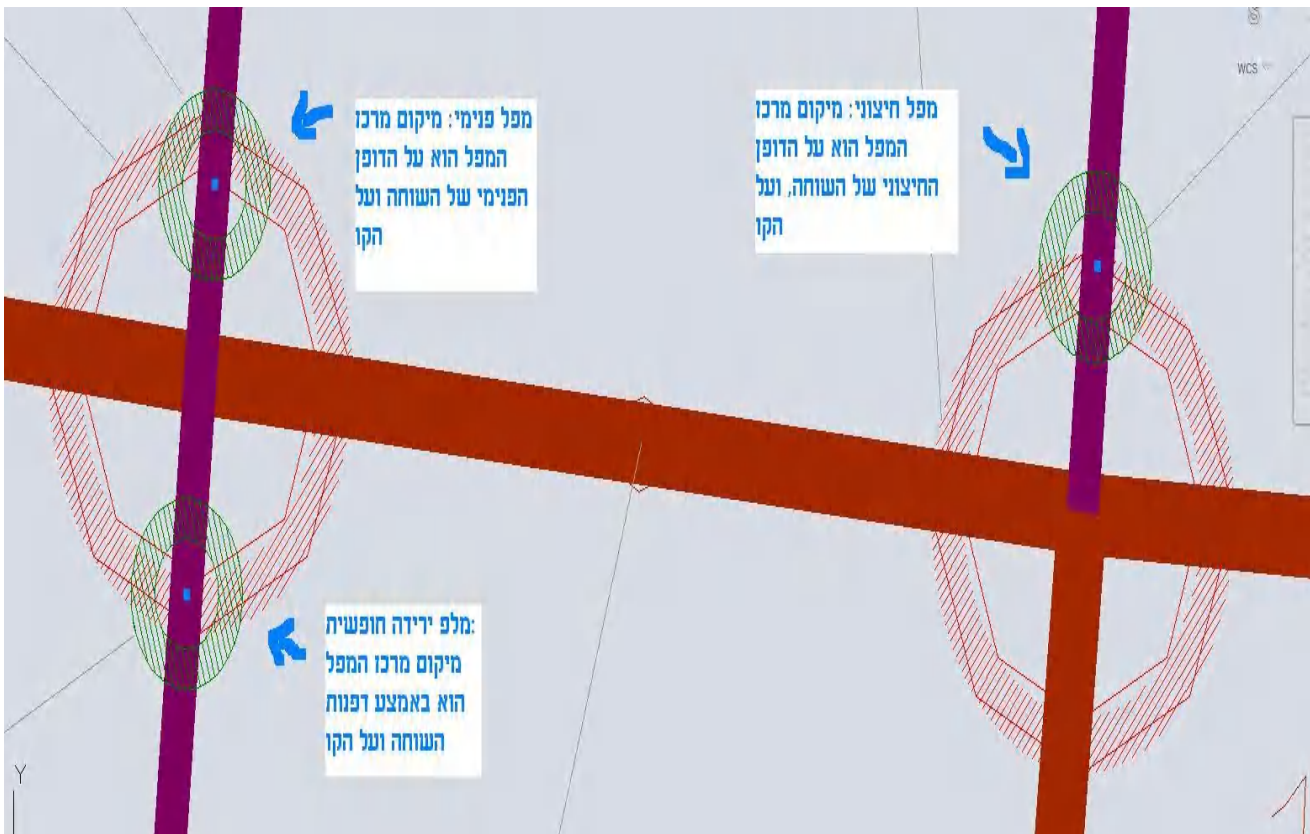 WCS
מפל חיצוני: מיקום מרכז
המפל הוא על הדופן
החיצוני של השוחה, ועל
הקו
מפל פנימי: מיקום מרכז
המפל הוא על הדופן
הפנימי של השוחה ועל
הקו
מלפ ירידה חופשית:
מיקום מרכז המפל
הוא באמצע דפנות
השוחה ועל הקו
Y